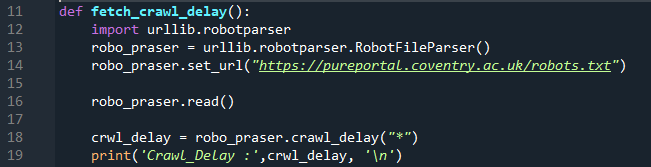 11 def fetch_crawl_delay():
12     import urllib.robotparser
13     robo_praser = urllib.robotparser.RobotFileParser()
14     robo_praser.set_url("https://pureportal.coventry.ac.uk/robots.txt")
15
16     robo_praser.read()
17
18     crwl_delay = robo_praser.crawl_delay("*")
19     print('Crawl_Delay :',crwl_delay, '\n')